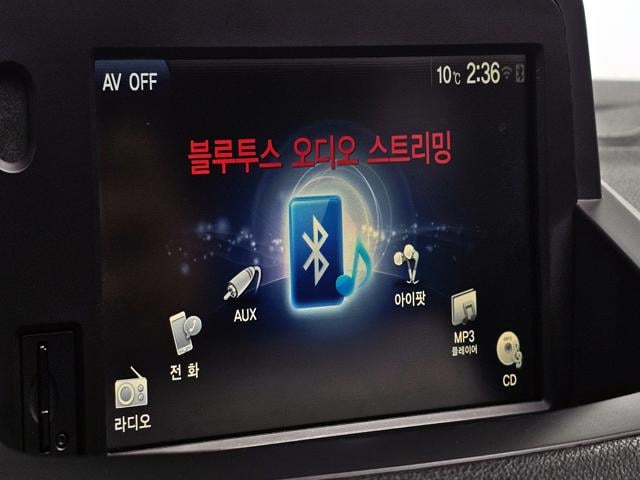 AV OFF
10℃ 2:36
블루투스 오디오 스트리밍
AUX
아이팟
전화
MP3
플레이어
라디오
CD